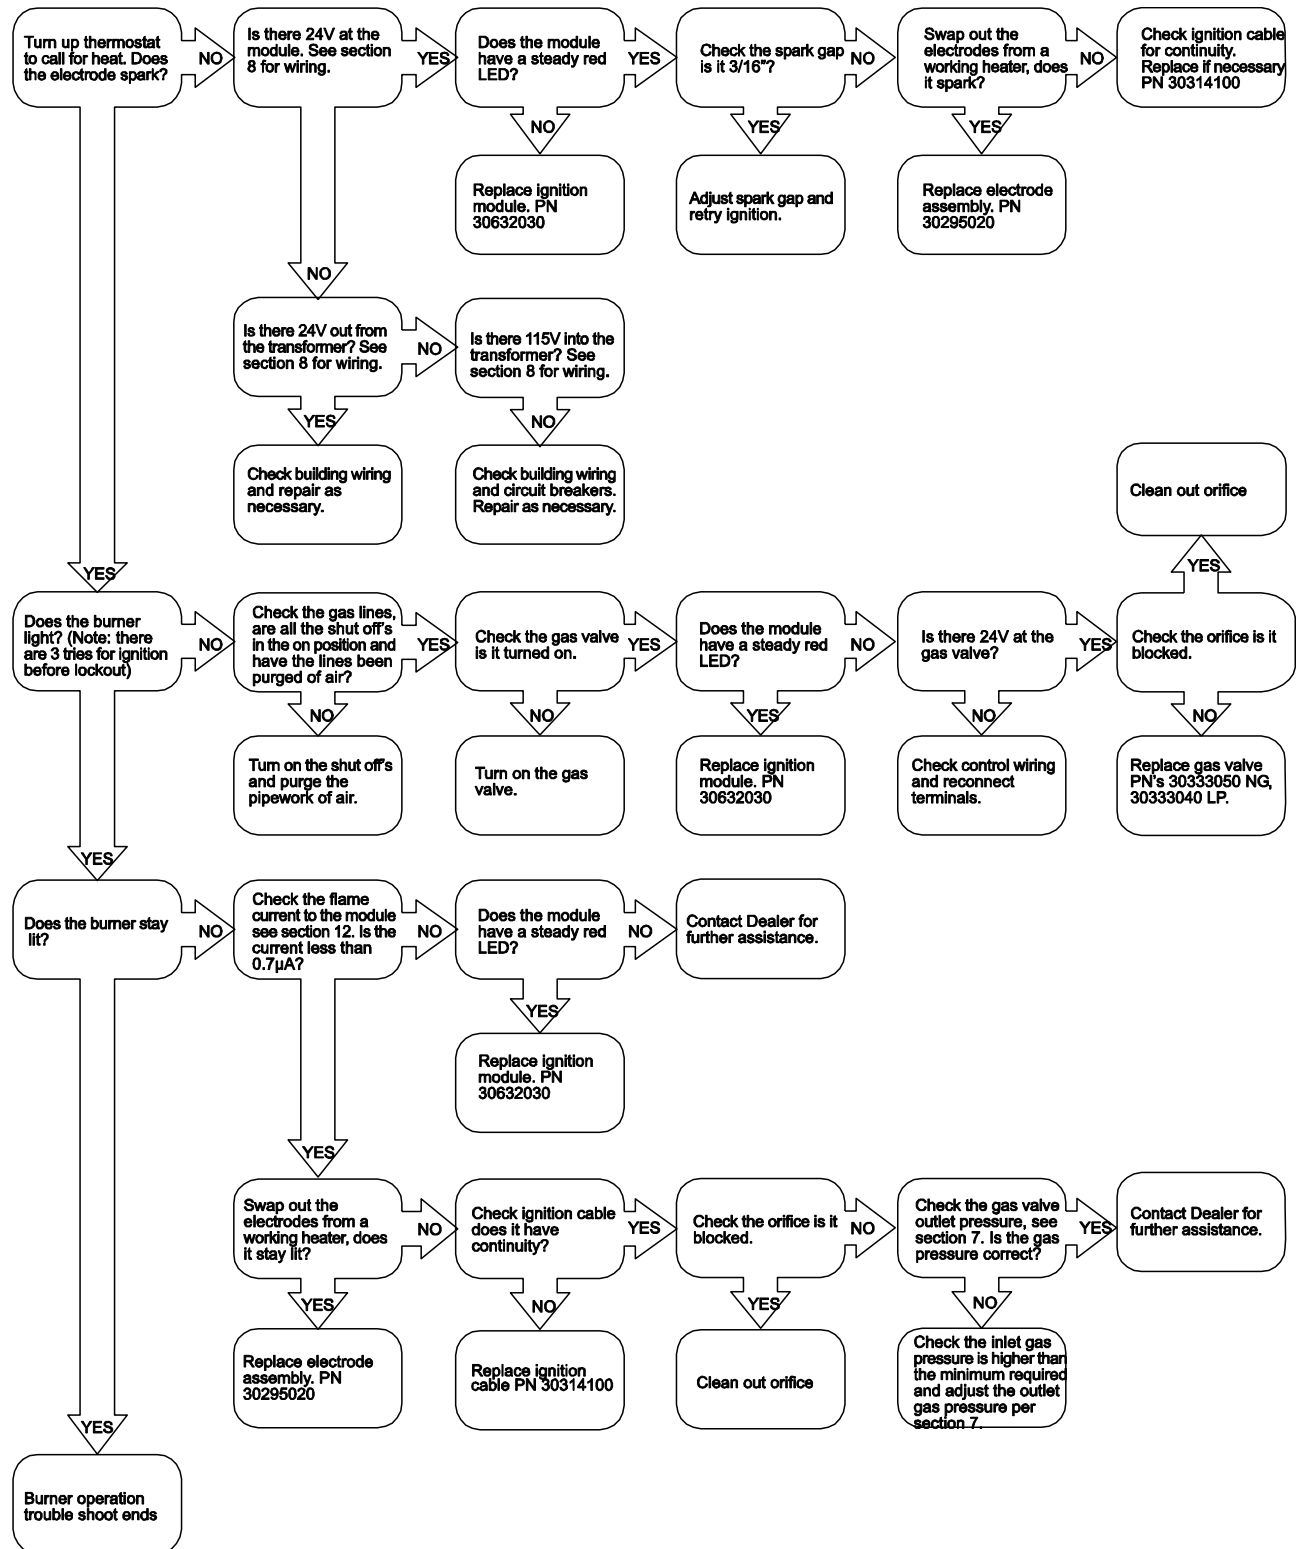 Turn up thermostat
to call for heat. Does
the electrode spark?
NO
Is there 24V at the
module. See section
8 for wiring.
YES
Does the module
have a steady red
LED?
YES
Check the spark gap
is it 3/16"?
NO
Swap out the
electrodes from a
working heater, does
it spark?
NO
Check ignition cable
for continuity.
Replace if necessary
PN 30314100
NO
YES
YES
Replace ignition
module. PN
30632030
Adjust spark gap and
retry ignition.
Replace electrode
assembly. PN
30295020
NO
Is there 24V out from
the transformer? See
section 8 for wiring.
NO
Is there 115V into the
transformer? See
section 8 for wiring.
YES
NO
Check building wiring
and repair as
necessary.
Check building wiring
and circuit breakers.
Repair as necessary.
Clean out orifice
YES
YES
Does the burner
light? (Note: there
are 3 tries for ignition
before lockout)
NO
Check the gas lines,
are all the shut off's
in the on position and
have the lines been
purged of air?
YES
Check the gas valve
is it turned on.
YES
Does the module
have a steady red
LED?
NO
Is there 24V at the
gas valve?
YES
Check the orifice is it
blocked.
NO
NO
YES
NO
NO
Turn on the shut off's
and purge the
pipework of air.
Turn on the gas
valve.
Replace ignition
module. PN
30632030
Check control wiring
and reconnect
terminals.
Replace gas valve
PN's 30333050 NG,
30333040 LP.
YES
Does the burner stay
lit?
NO
Check the flame
current to the module
see section 12. Is the
current less than
0.7µA?
NO
Does the module
have a steady red
LED?
NO
Contact Dealer for
further assistance.
YES
Replace ignition
module. PN
30632030
YES
Swap out the
electrodes from a
working heater, does
it stay lit?
NO
Check ignition cable
does it have
continuity?
YES
Check the orifice is it
blocked.
NO
Check the gas valve
outlet pressure, see
section 7. Is the gas
pressure correct?
YES
Contact Dealer for
further assistance.
YES
NO
YES
NO
Replace electrode
assembly. PN
30295020
Replace ignition
cable PN 30314100
Clean out orifice
Check the inlet gas
pressure is higher than
the minimum required
and adjust the outlet
gas pressure per
section 7.
YES
Burner operation
trouble shoot ends